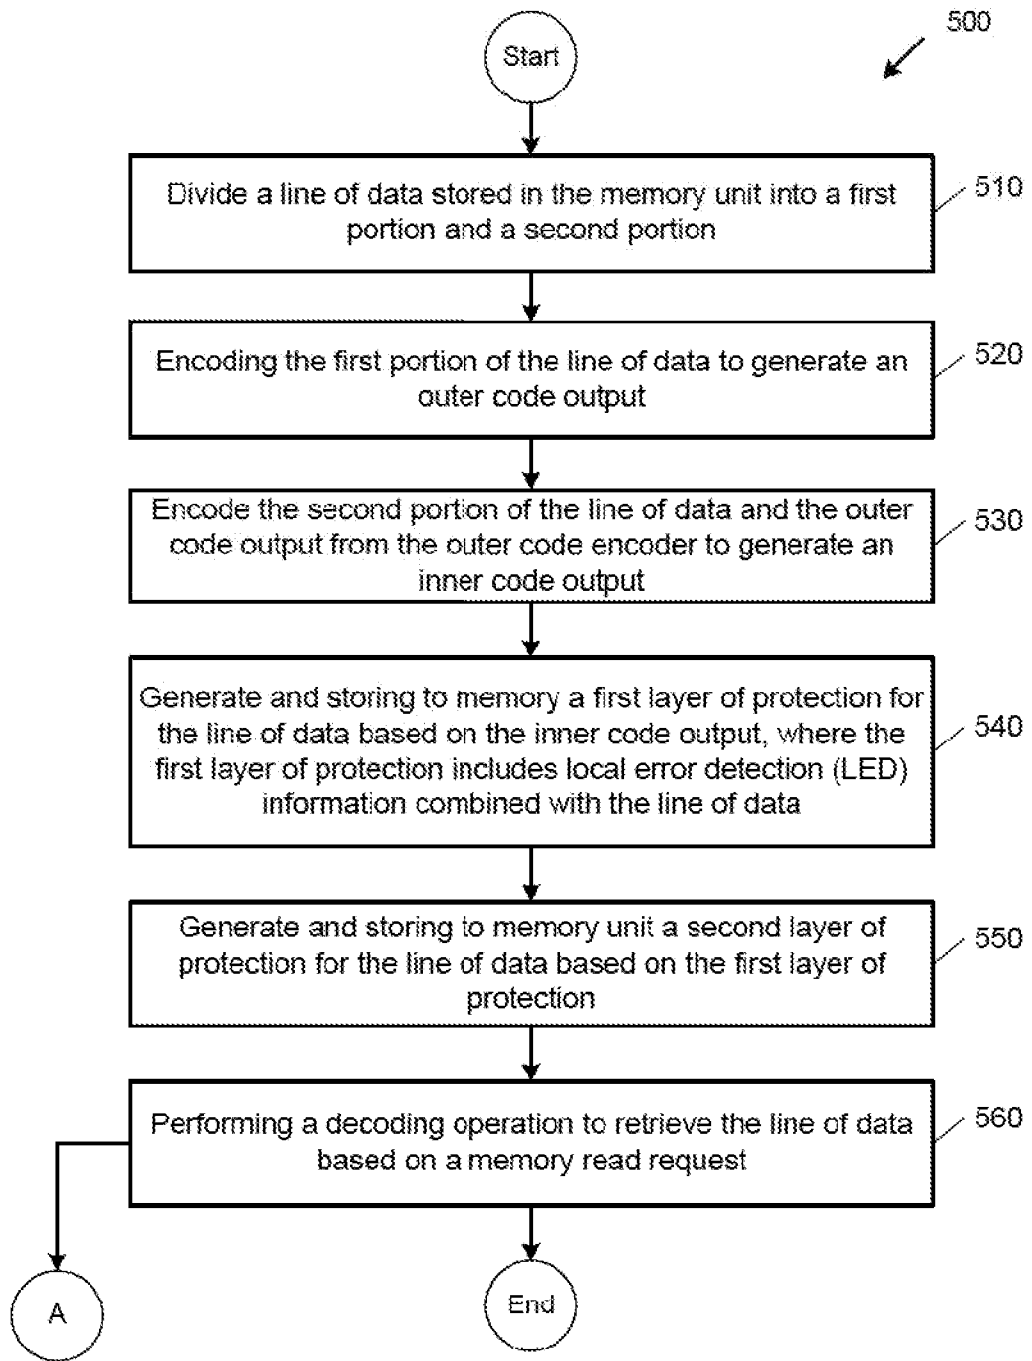 500
Start
Divide a line of data stored in the memory unit into a first
portion and a second portion
510
Encoding the first portion of the line of data to generate an
outer code output
520
Encode the second portion of the line of data and the outer
code output from the outer code encoder to generate an
inner code output
530
Generate and storing to memory a first layer of protection for
the line of data based on the inner code output, where the
first layer of protection includes local error detection (LED)
information combined with the line of data
540
Generate and storing to memory unit a second layer of
protection for the line of data based on the first layer of
protection
550
Performing a decoding operation to retrieve the line of data
based on a memory read request
560
A
End